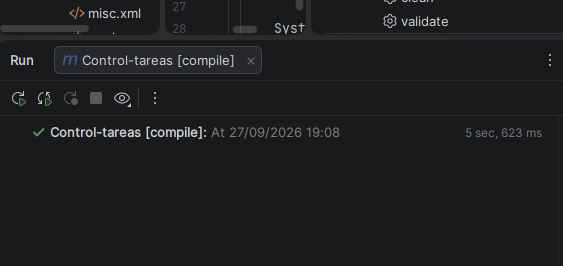 misc.xml
27
28
Syst
validate
Run
Control-tareas [compile]
Control-tareas [compile]: At 27/09/2026 19:08
5 sec, 623 ms